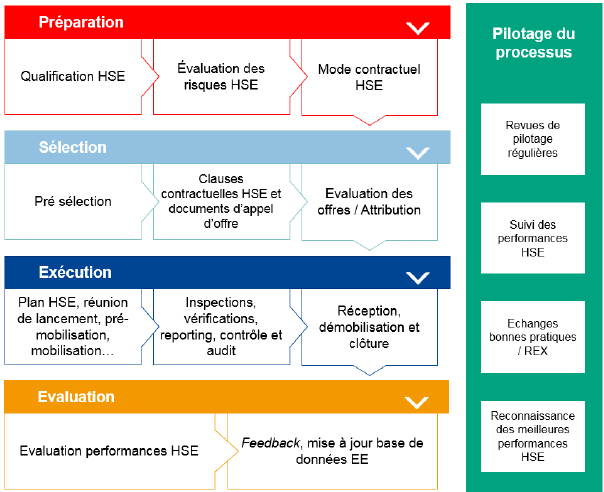 Préparation
Qualification HSE
Évaluation des
risques HSE
Mode contractuel
HSE
Sélection
Pré sélection
Clauses
contractuelles HSE et
documents d'appel
d'offre
Evaluation des
offres / Attribution
Exécution
Plan HSE, réunion
de lancement, pré-
mobilisation,
mobilisation…
Inspections,
vérifications,
reporting, contrôle et
audit
Réception,
démobilisation et
clôture
Evaluation
Evaluation performances HSE
Feedback, mise à jour base de
données EE
Pilotage du
processus
Revues de
pilotage
régulières
Suivi des
performances
HSE
Echanges
bonnes pratiques
/ REX
Reconnaissance
des meilleures
performances
HSE